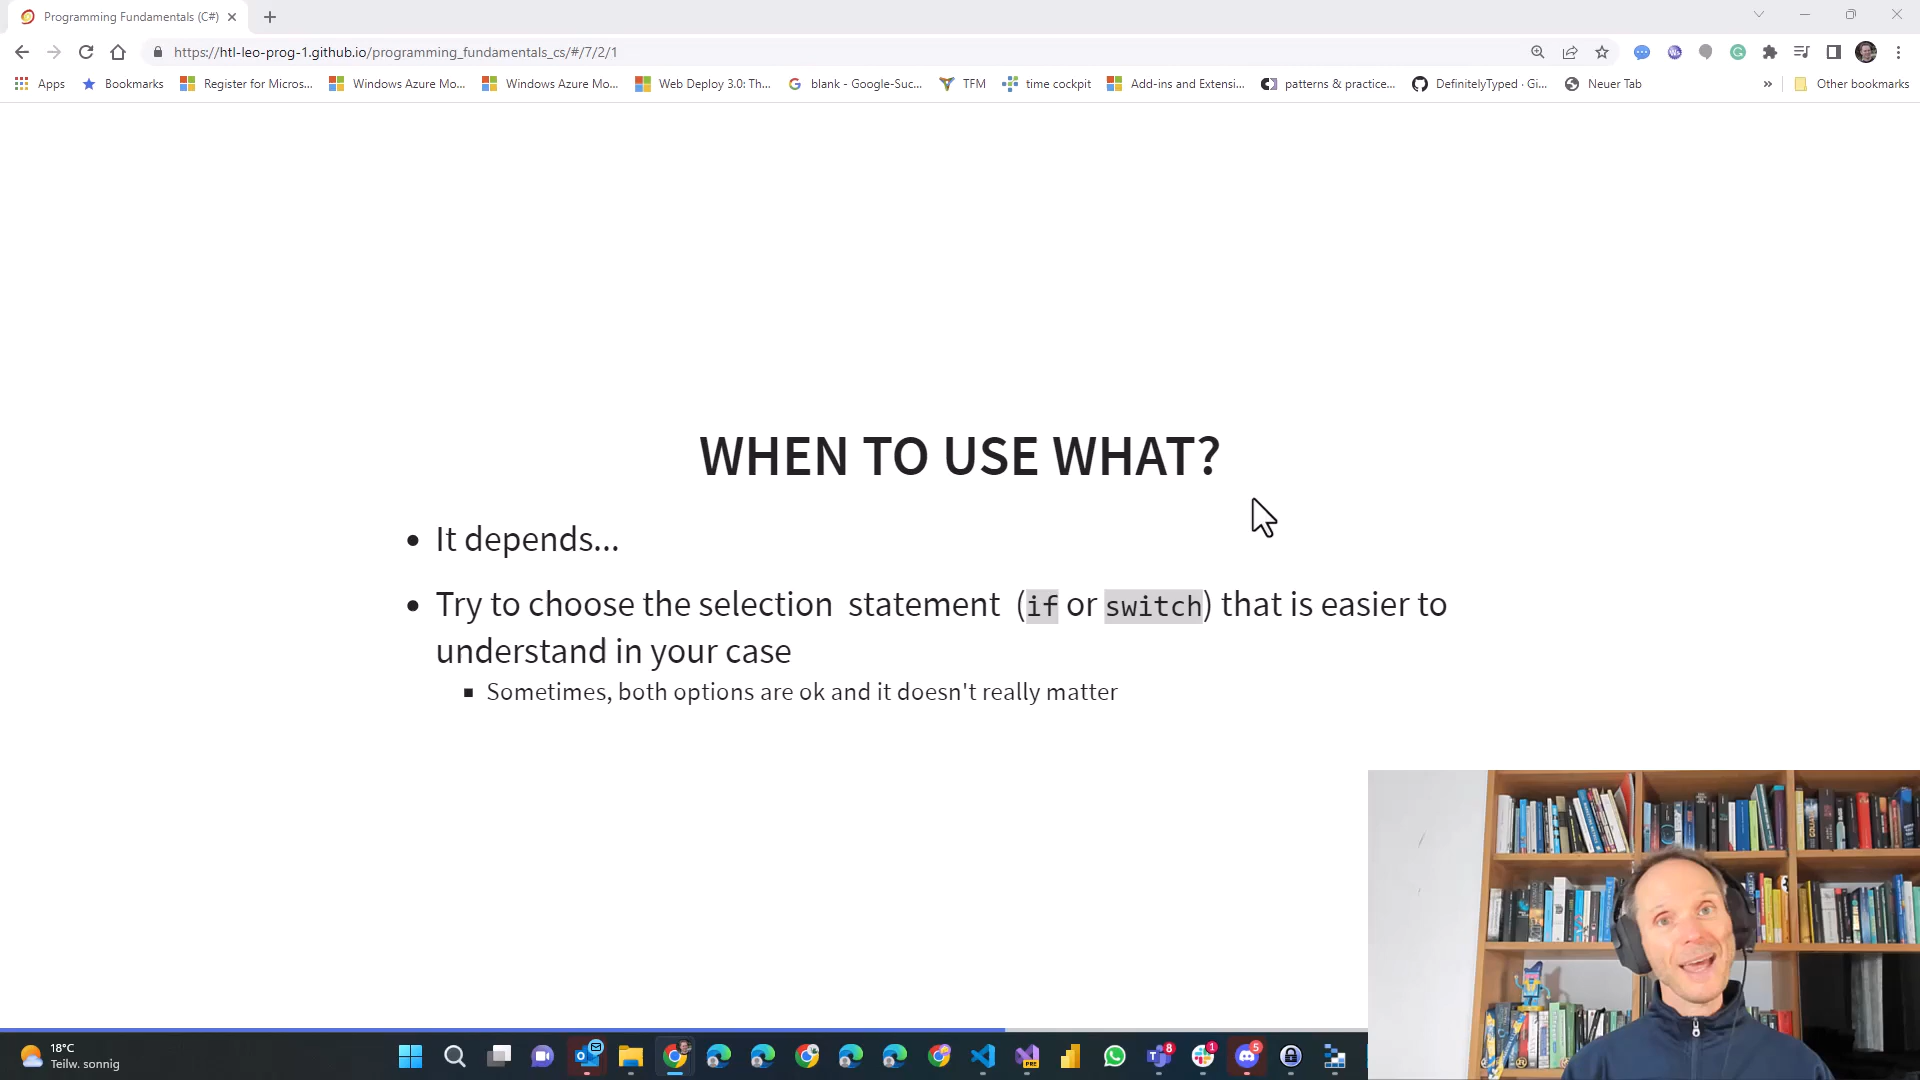 Programming Fundamentals (C#)
https://htl-leo-prog-1.github.io/programming_fundamentals_cs/#/7/2/1
Apps
Bookmarks
Register for Micros...
Windows Azure Mo...
Windows Azure Mo...
Web Deploy 3.0: Th...
blank - Google-Suc...
TFM
time cockpit
Add-ins and Extensi...
patterns & practice...
DefinitelyTyped · Gi...
Neuer Tab
»
Other bookmarks
WHEN TO USE WHAT?
• It depends...
• Try to choose the selection statement (if or switch) that is easier to
understand in your case
▪ Sometimes, both options are ok and it doesn't really matter
18°C
Teilw. sonnig
PRE
8
1
5